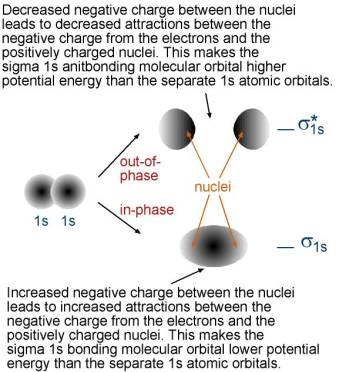 Decreased negative charge between the nuclei
leads to decreased attractions between the
negative charge from the electrons and the
positively charged nuclei. This makes the
sigma 1s anitbonding molecular orbital higher
potential energy than the separate 1s atomic orbitals.
σ*1s
out-of-
phase
nuclei
in-phase
1s 1s
σ1s
Increased negative charge between the nuclei
leads to increased attractions between the
negative charge from the electrons and the
positively charged nuclei. This makes the
sigma 1s bonding molecular orbital lower potential
energy than the separate 1s atomic orbitals.